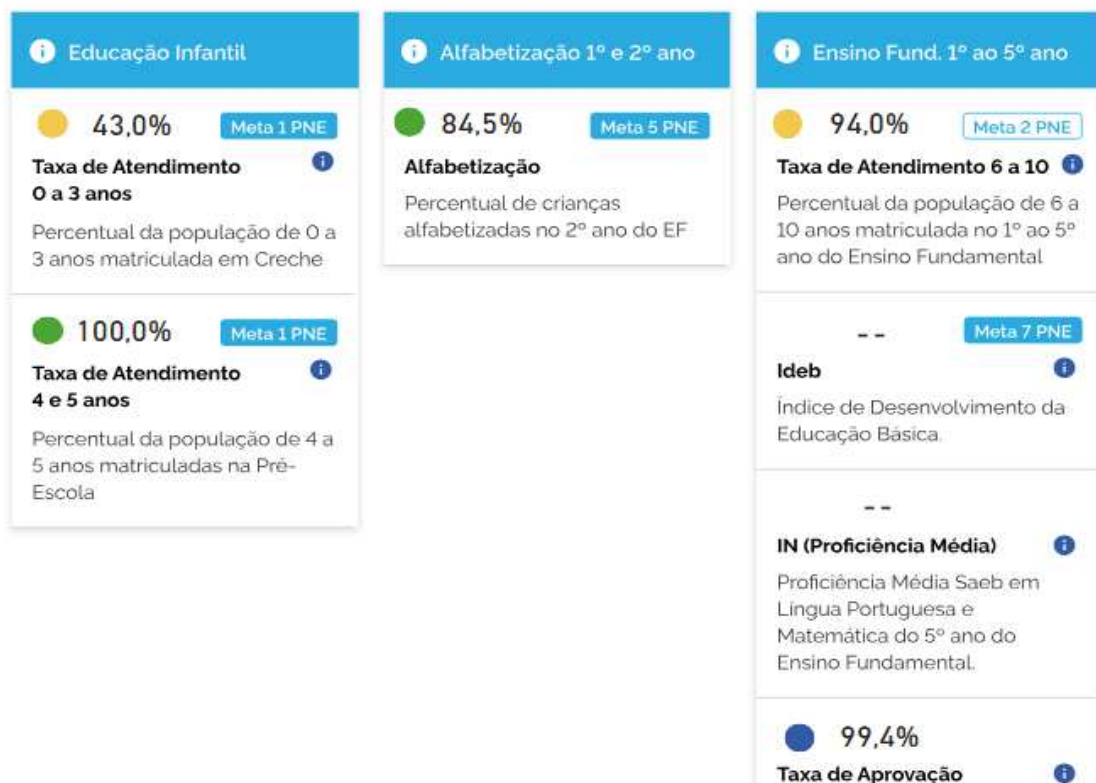 Educação Infantil
43,0% Meta 1 PNE
Taxa de Atendimento
0 a 3 anos
Percentual da população de 0 a
3 anos matriculada em Creche
100,0% Meta 1 PNE
Taxa de Atendimento
4 e 5 anos
Percentual da população de 4 a
5 anos matriculadas na Pré-
Escola
Alfabetização 1º e 2º ano
84,5% Meta 5 PNE
Alfabetização
Percentual de crianças
alfabetizadas no 2º ano do EF
Ensino Fund. 1º ao 5º ano
94,0% Meta 2 PNE
Taxa de Atendimento 6 a 10
Percentual da população de 6 a
10 anos matriculada no 1º ao 5º
ano do Ensino Fundamental
-- Meta 7 PNE
Ideb
Índice de Desenvolvimento da
Educação Básica.
--
IN (Proficiência Média)
Proficiência Média Saeb em
Língua Portuguesa e
Matemática do 5º ano do
Ensino Fundamental.
99,4%
Taxa de Aprovação